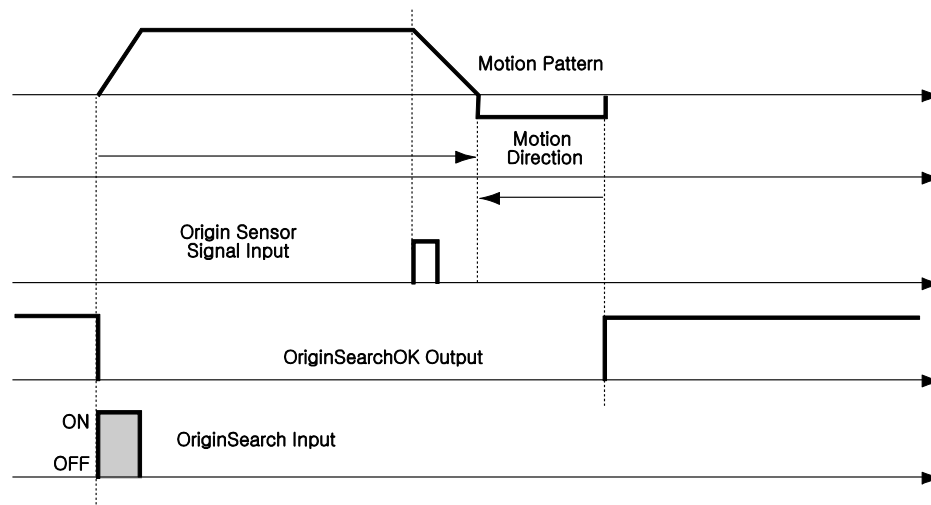 Motion Pattern
Motion
Direction
Origin Sensor
Signal Input
OriginSearchOK Output
ON
OriginSearch Input
OFF